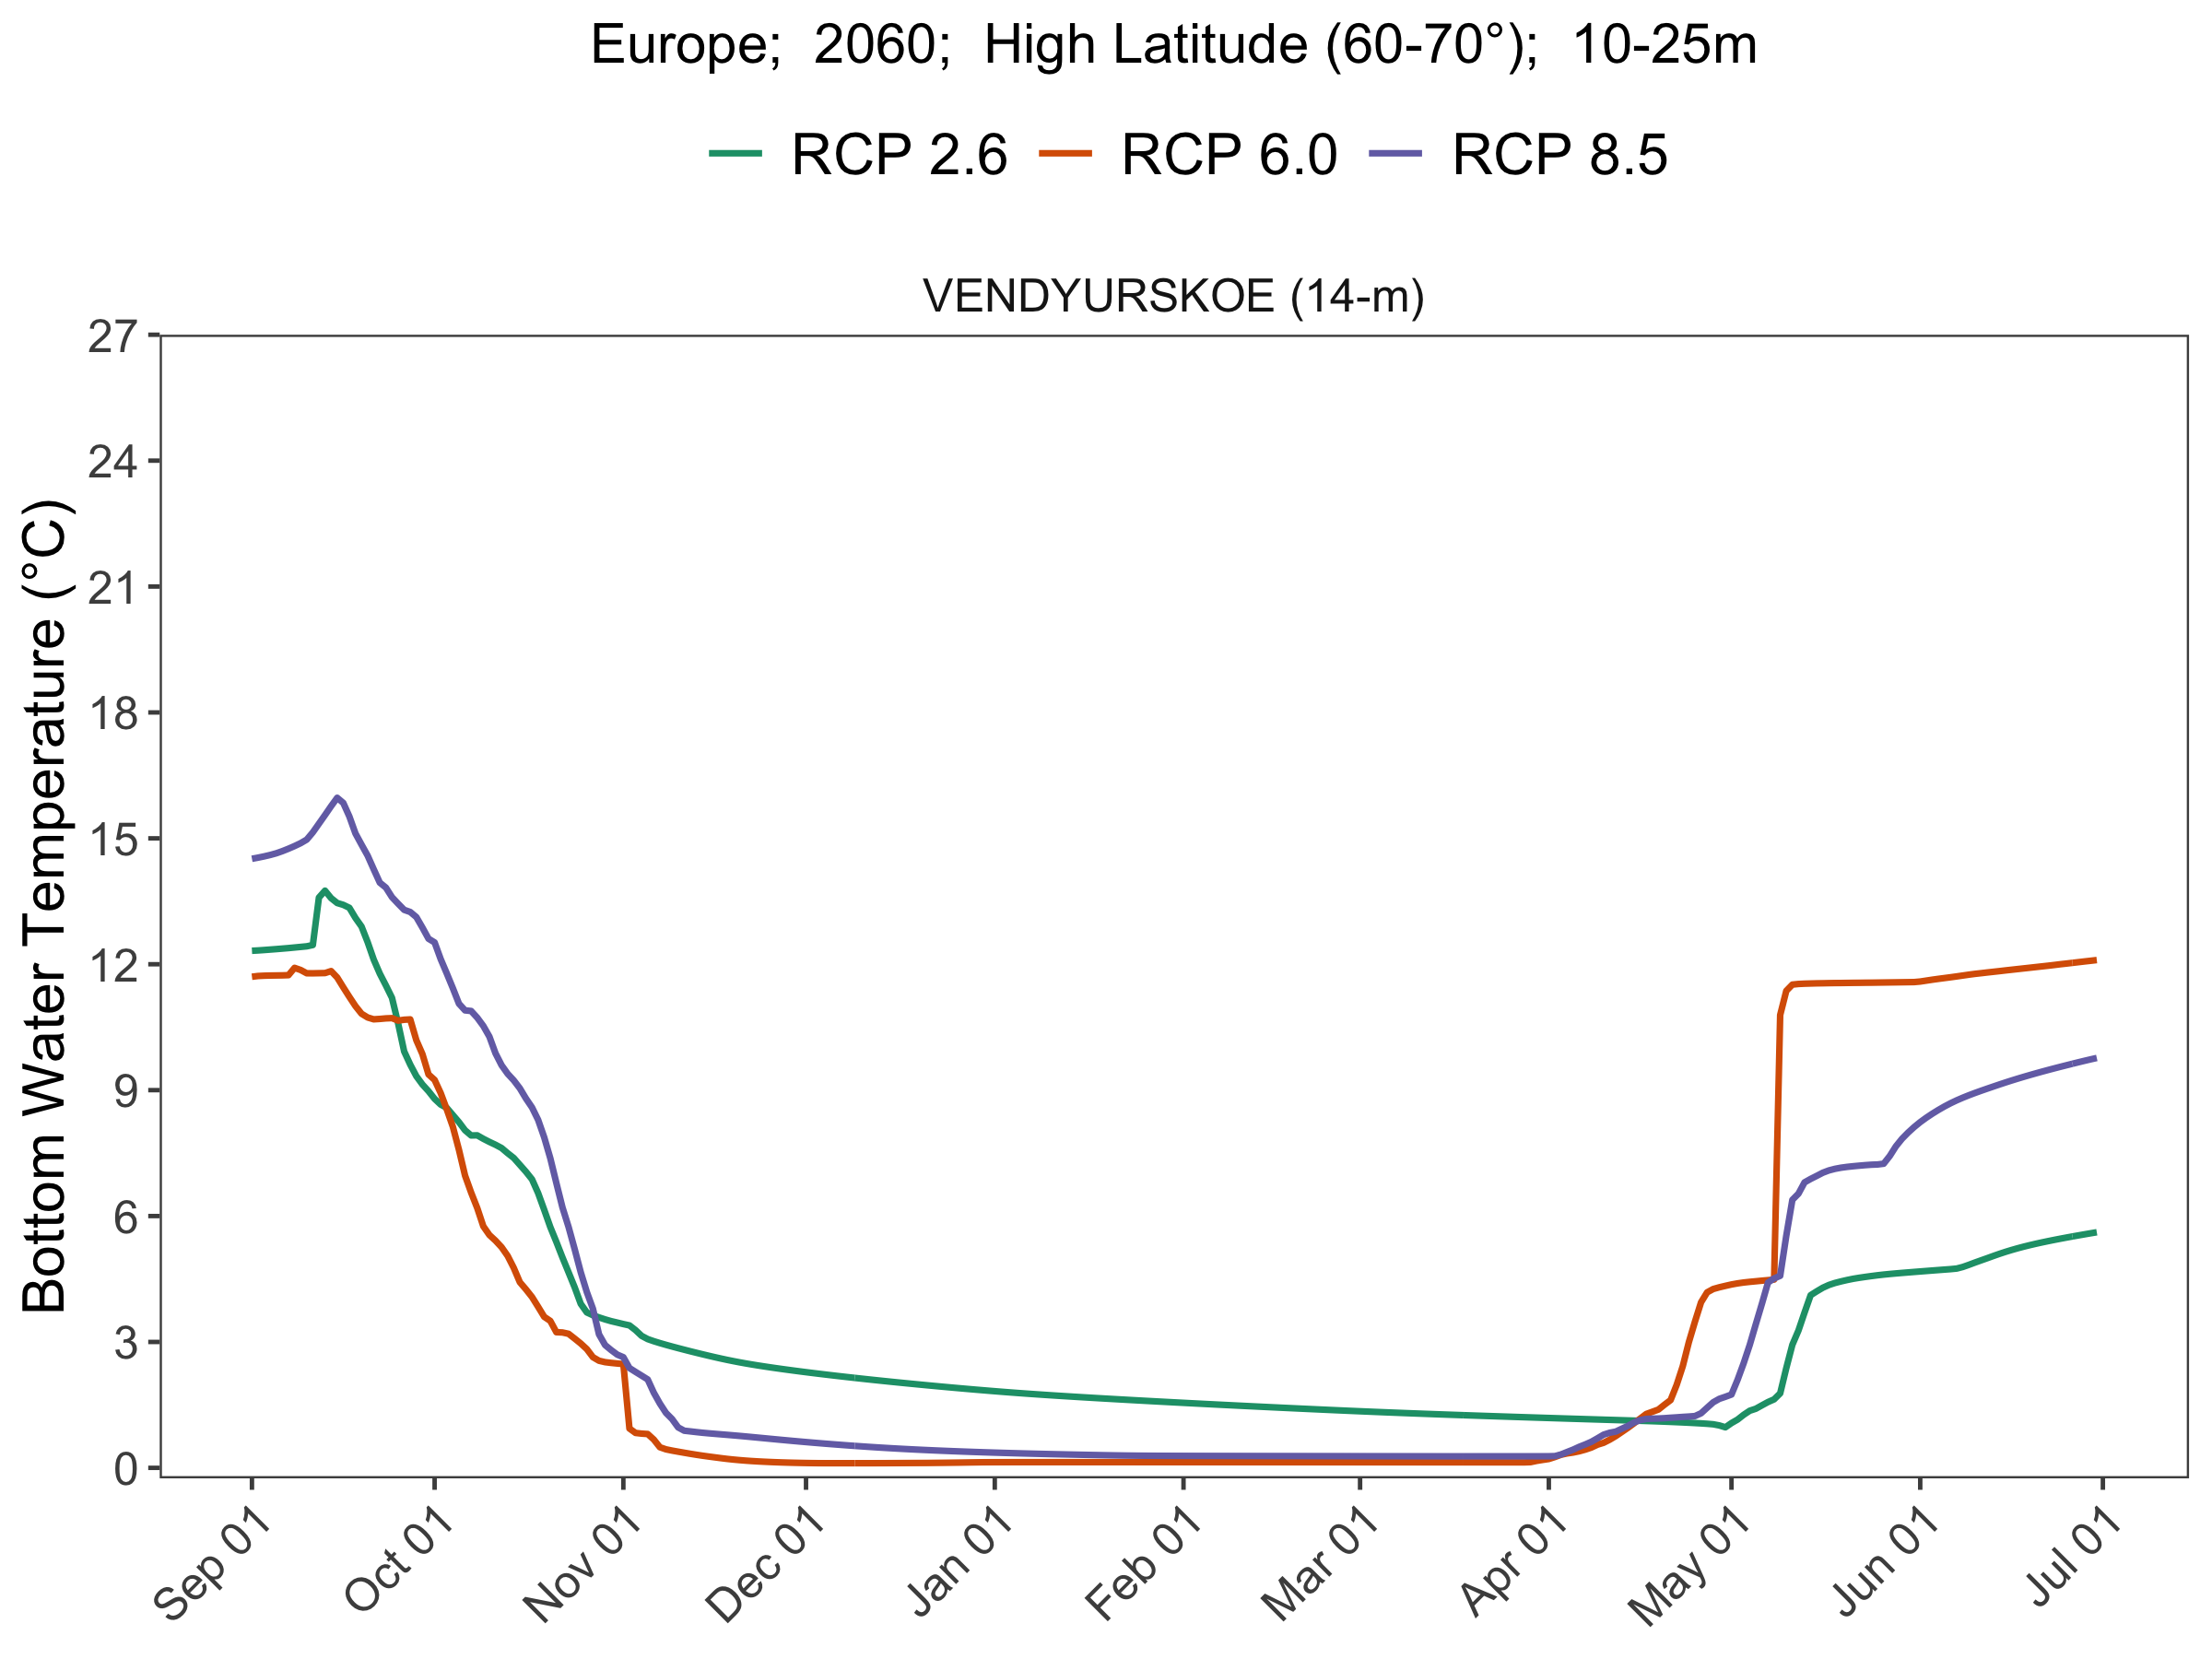 Europe;  2060;  High Latitude (60-70°);  10-25m
RCP 2.6 RCP 6.0 RCP 8.5
VENDYURSKOE (14-m)
Bottom Water Temperature (°C)
27
24
21
18
15
12
9
6
3
0
Sep 01 Oct 01 Nov 01 Dec 01 Jan 01 Feb 01 Mar 01 Apr 01 May 01 Jun 01 Jul 01